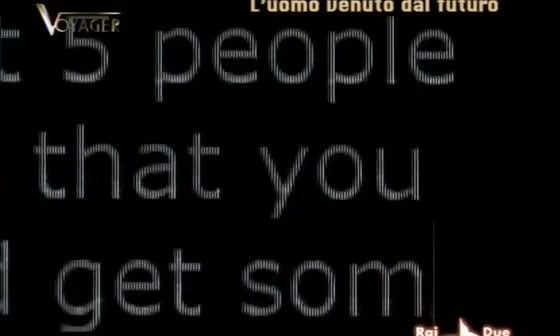 L'uomo venuto dal futuro
VOYAGER
t 5 people
that you
get som
Rai Due